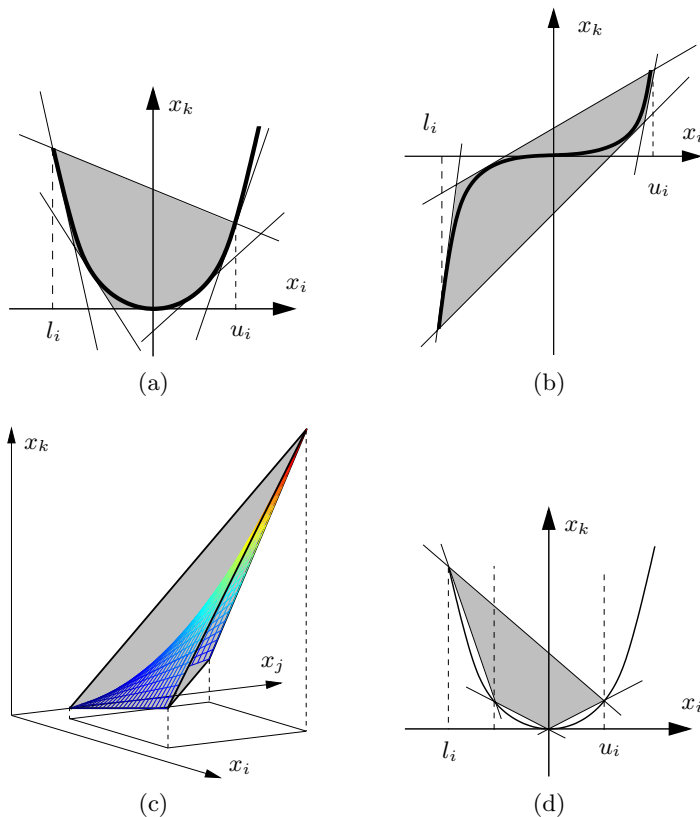 x_k
x_i
l_i
u_i
(a)
x_k
l_i
x_i
u_i
(b)
x_k
x_j
x_i
(c)
x_k
x_i
l_i
u_i
(d)